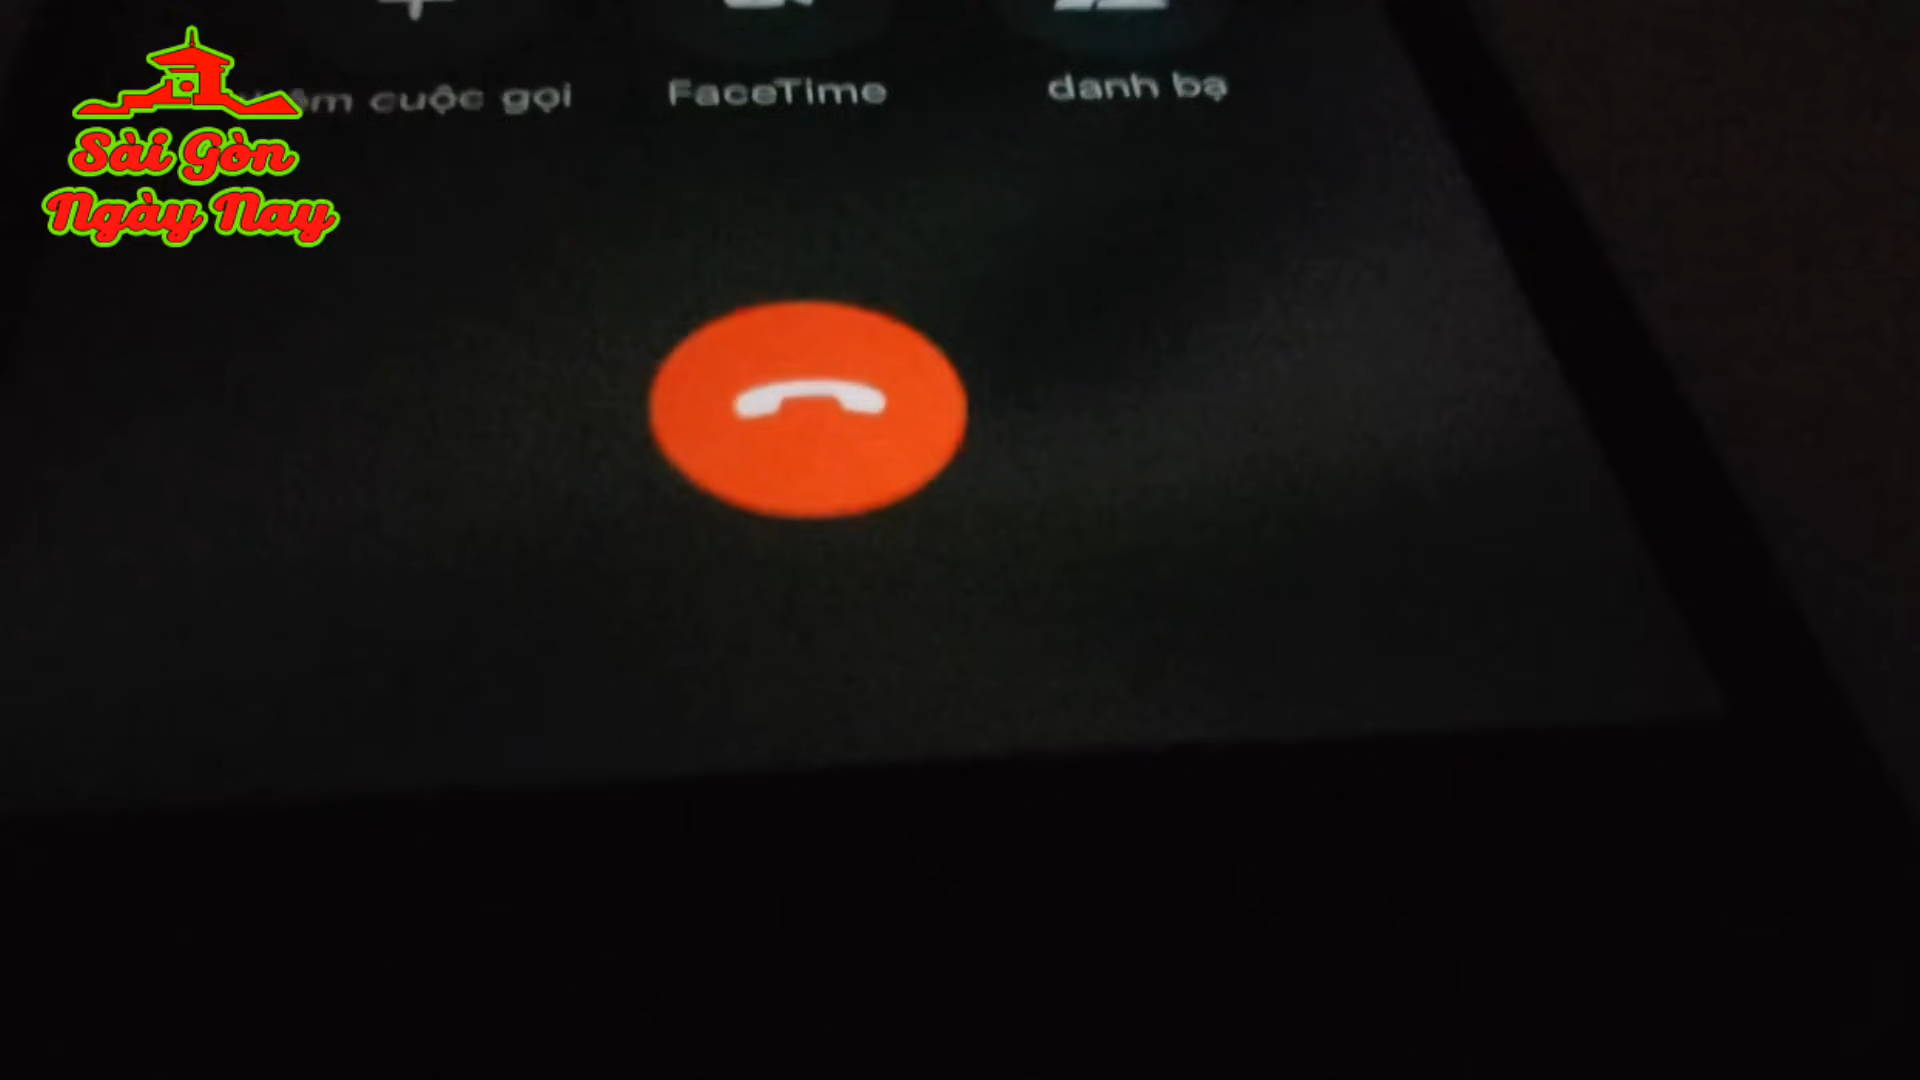 cuộc gọi
FaceTime
danh bạ
Sài Gòn
Ngày Nay